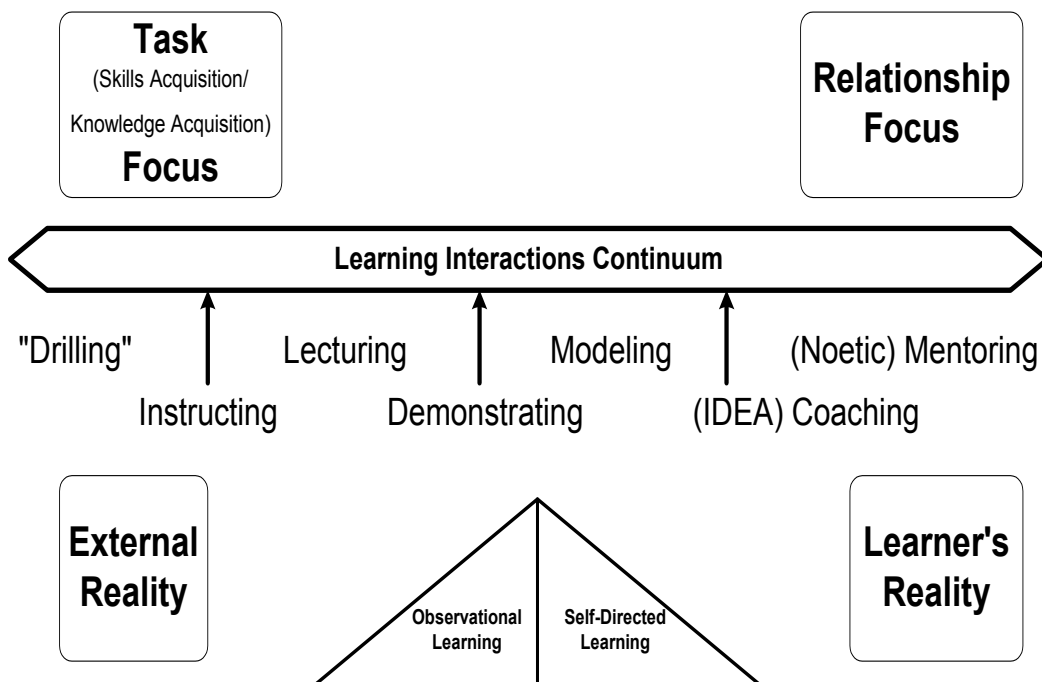 Task
(Skills Acquisition/
Knowledge Acquisition)
Focus
Relationship
Focus
Learning Interactions Continuum
"Drilling"
Lecturing
Modeling
(Noetic) Mentoring
Instructing
Demonstrating
(IDEA) Coaching
External
Reality
Observational
Learning
Self-Directed
Learning
Learner's
Reality